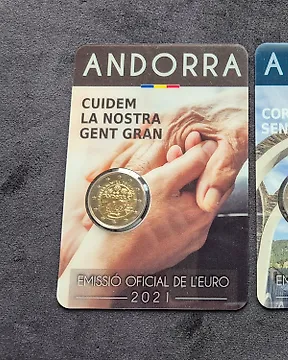 ANDORRA
CUIDEM
LA NOSTRA
GENT GRAN
EMISSIÓ OFICIAL DE L'EURO
2021
A
COR
SEN
EM